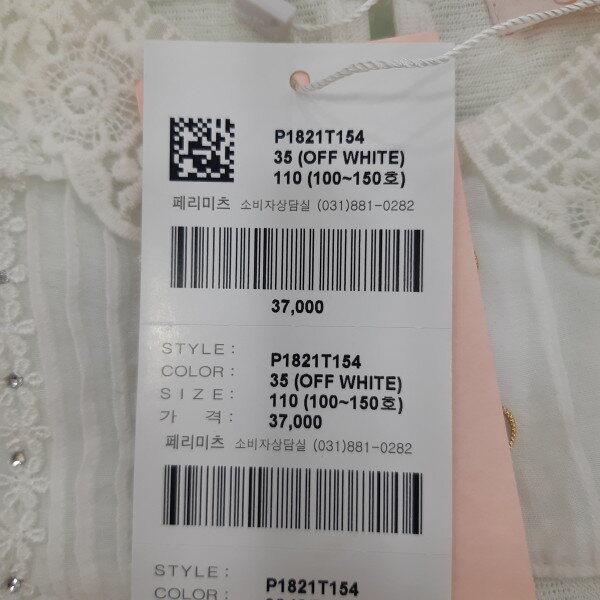 P1821T154
35 (OFF WHITE)
110 (100~150호)
페리미츠 소비자상담실 (031)881-0282
37,000
STYLE: P1821T154
COLOR: 35 (OFF WHITE)
SIZE: 110 (100~150호)
가 격: 37,000
페리미츠 소비자상담실 (031)881-0282
STYLE: P1821T154
COLOR: